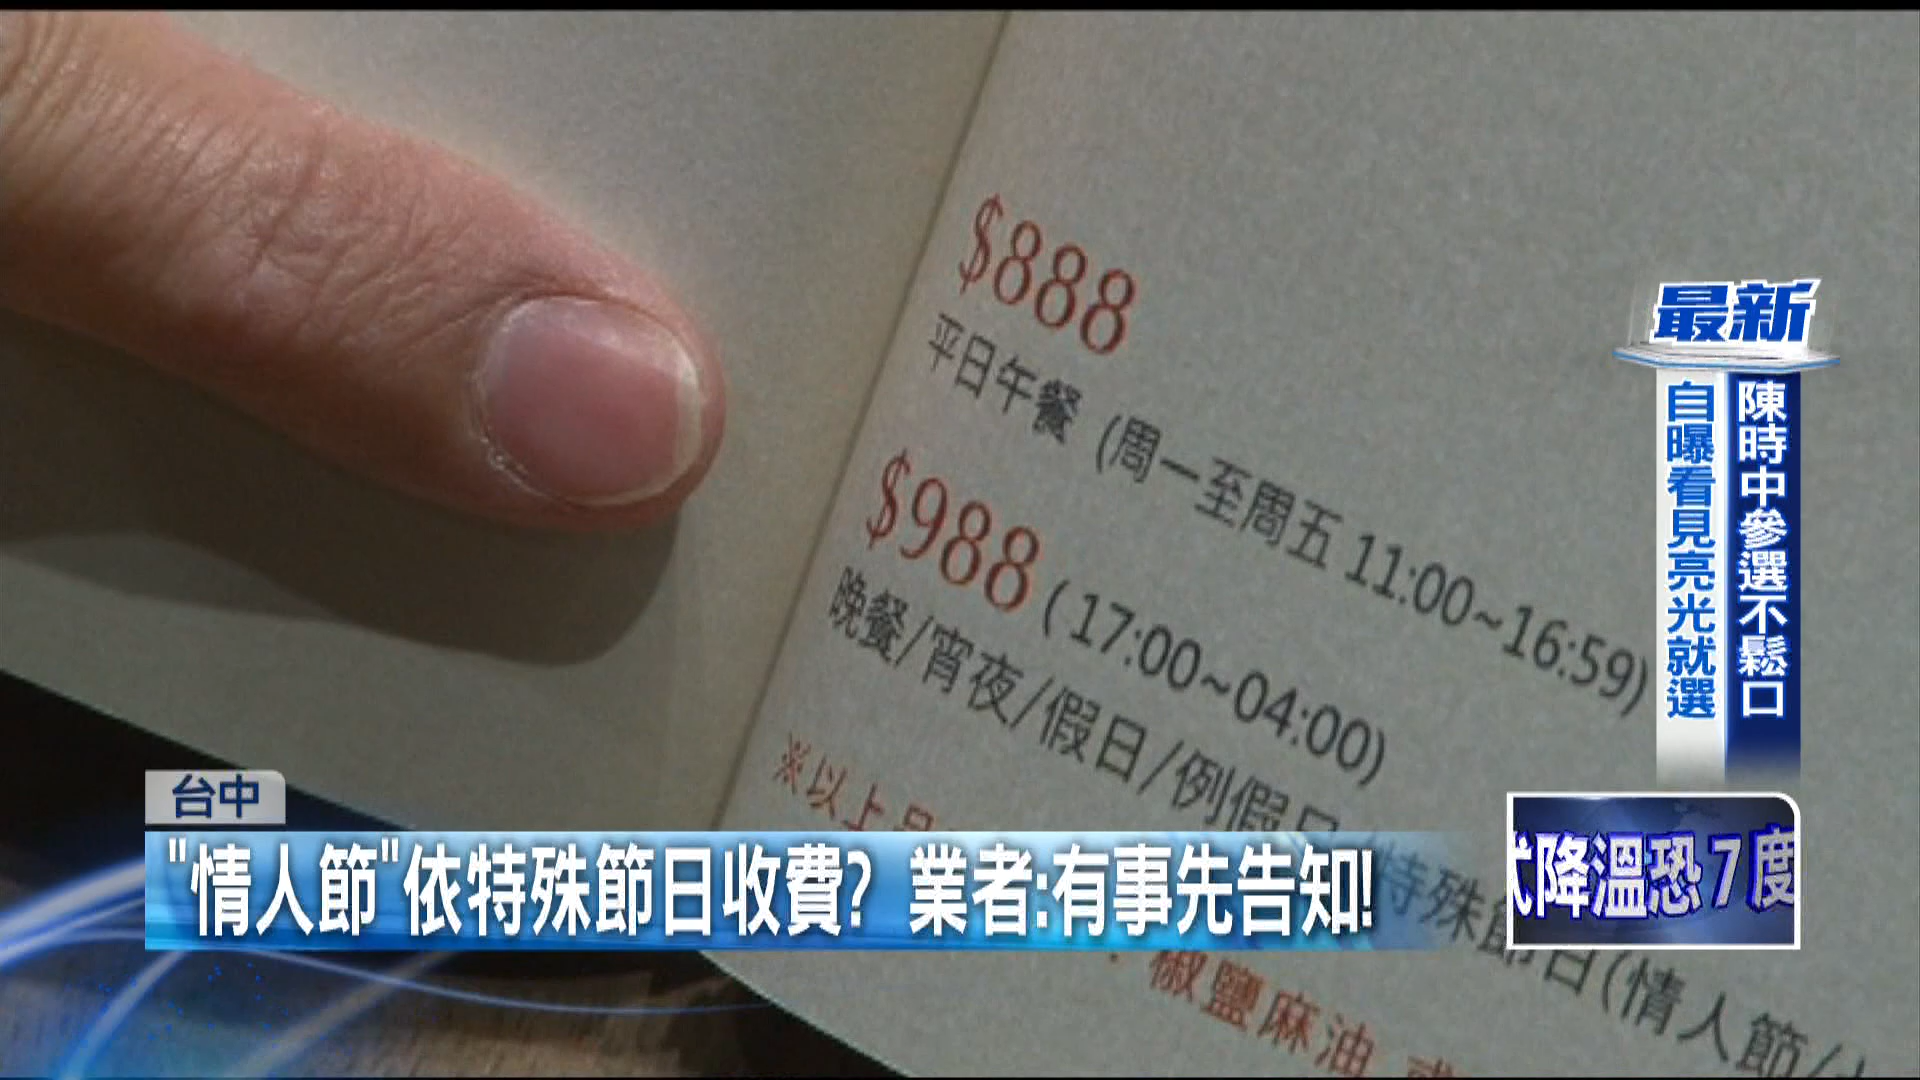 $888
平日午餐 (周一至周五 11:00~16:59)
$988 (17:00~04:00)
晚餐/宵夜/假日/例假日
※以上
特殊節日(情人節/
椒鹽麻油 或
最新
陳時中參選不鬆口
自曝看見亮光就選
台中
"情人節"依特殊節日收費? 業者:有事先告知!
降溫恐7度